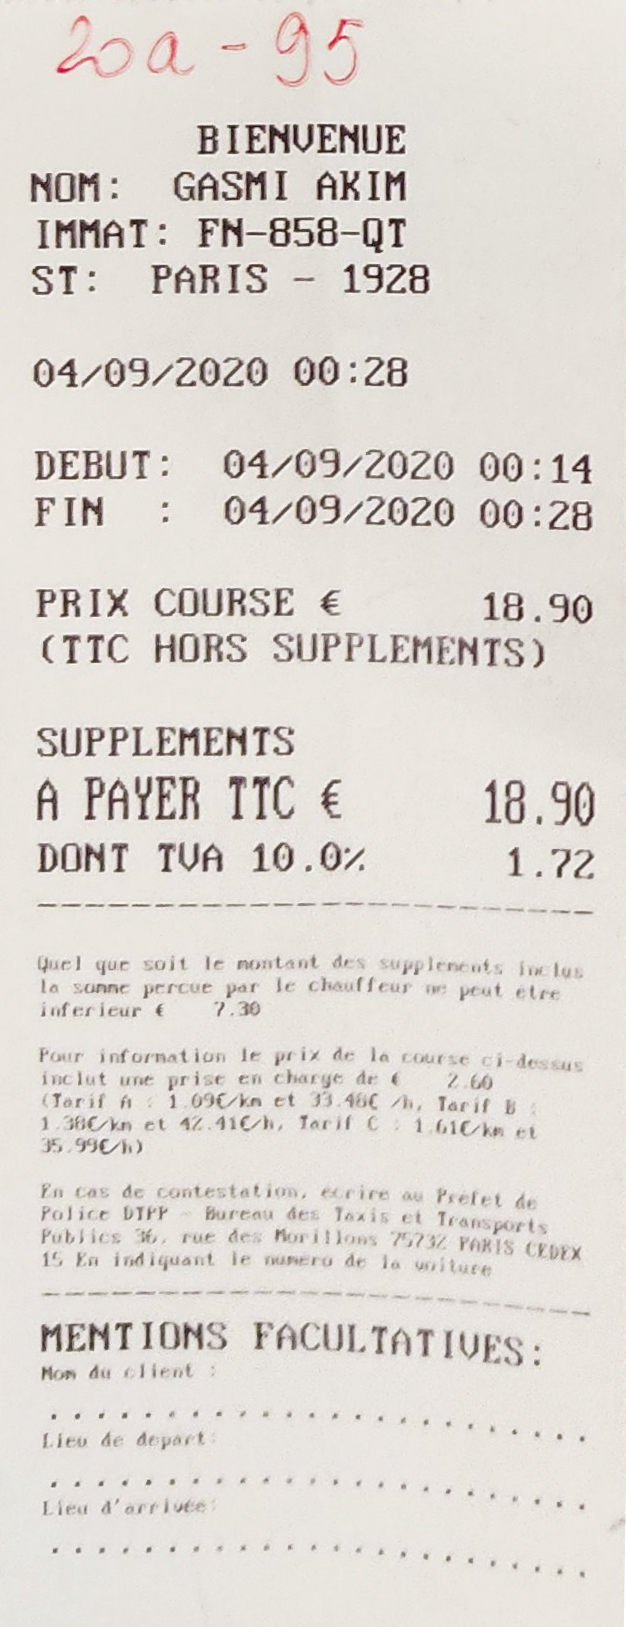 20a - 95
BIENVENUE
NOM: GASMI AKIM
IMMAT: FN-858-QT
ST: PARIS - 1928
04/09/2020 00:28
DEBUT: 04/09/2020 00:14
FIN : 04/09/2020 00:28
PRIX COURSE € 18.90
(TTC HORS SUPPLEMENTS)
SUPPLEMENTS
A PAYER TTC € 18.90
DONT TVA 10.0% 1.72
Quel que soit le montant des supplements inclus
la somme percue par le chauffeur ne peut etre
inferieur € 7.30
Pour information le prix de la course ci-dessus
inclut une prise en charge de € 2.60
(Tarif A : 1.09€/km et 33.48€ /h, Tarif B :
1.38€/km et 42.41€/h, Tarif C : 1.61€/km et
35.99€/h)
En cas de contestation, ecrire au Prefet de
Police DTPP - Bureau des Taxis et Transports
Publics 36, rue des Morillons 75732 PARIS CEDEX
15 En indiquant le numero de la voiture
MENTIONS FACULTATIVES:
Nom du client :
Lieu de depart:
Lieu d'arrivée: